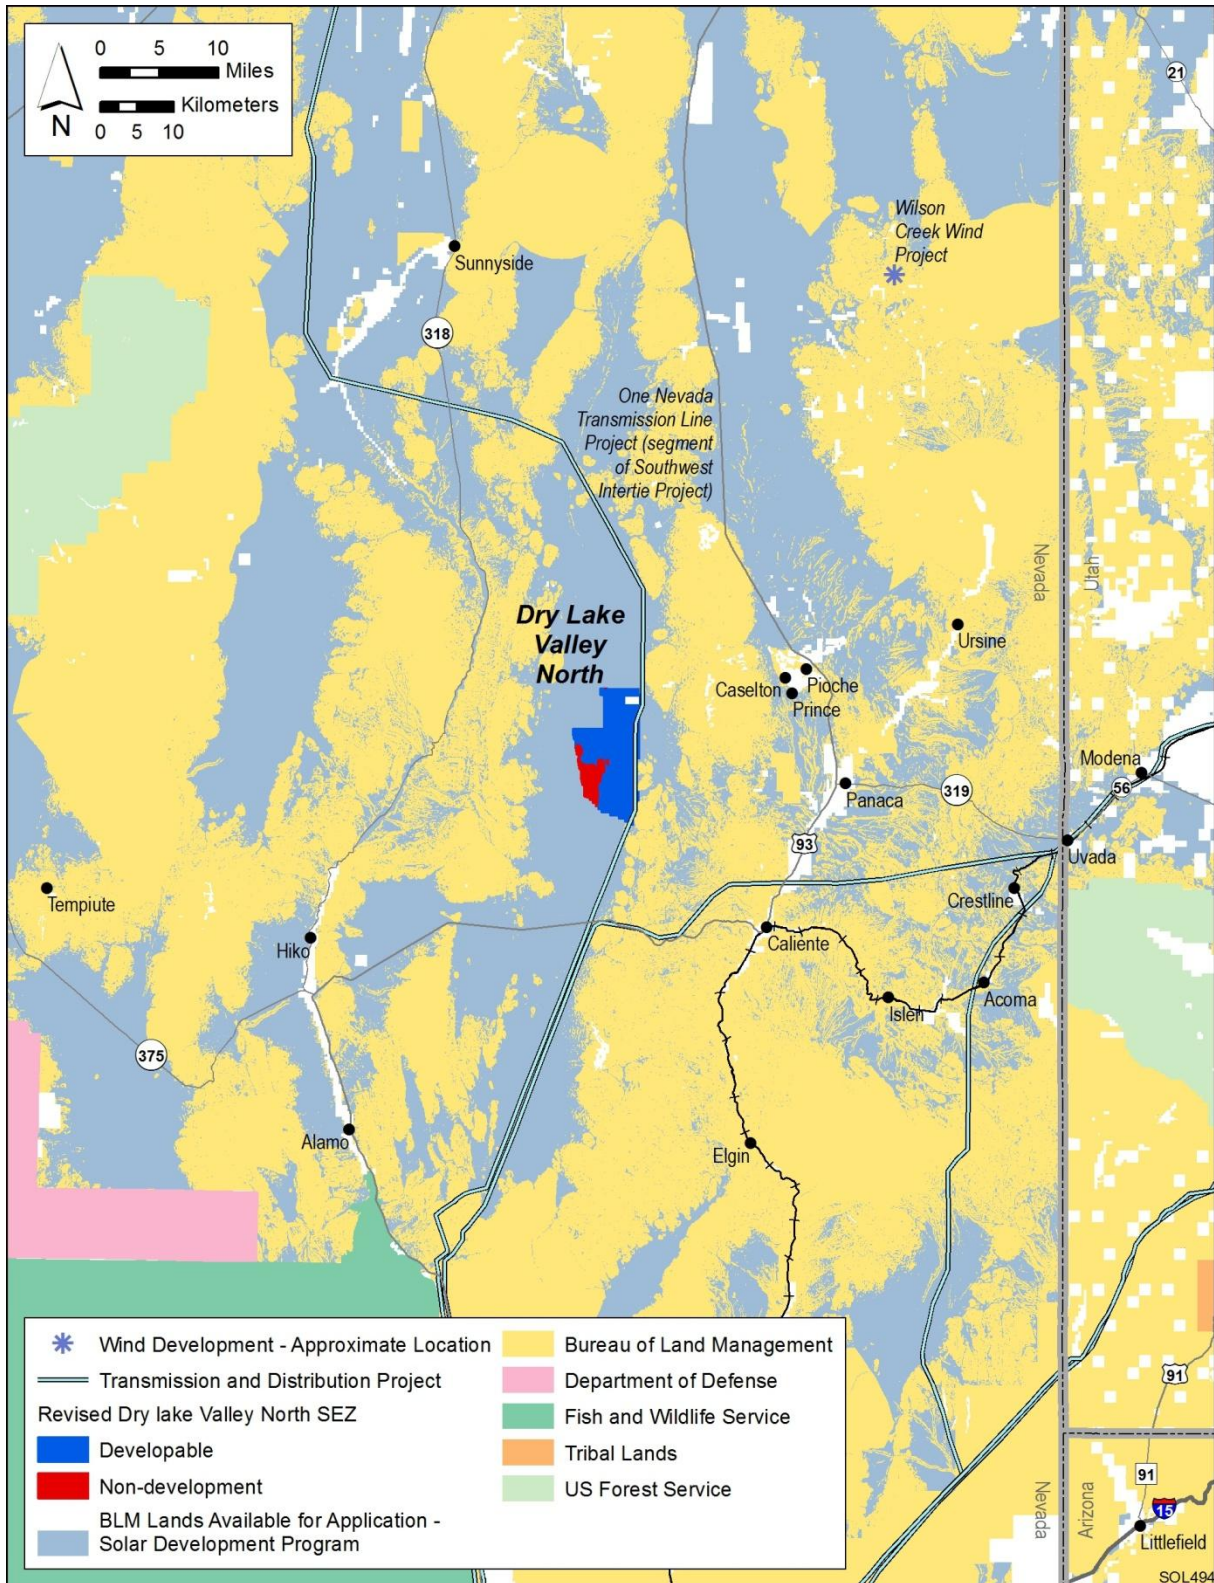 0 5 10
Miles
Kilometers
0 5 10
N
21
Wilson
Creek Wind
Project
Sunnyside
318
One Nevada
Transmission Line
Project (segment
of Southwest
Intertie Project)
Nevada
Utah
Dry Lake
Valley
North
Ursine
Caselton
Pioche
Prince
Modena
Panaca
319
56
93
Uvada
Tempiute
Crestline
Hiko
Caliente
Acoma
Islen
375
Alamo
Elgin
Wind Development - Approximate Location
Transmission and Distribution Project
Revised Dry lake Valley North SEZ
Developable
Non-development
BLM Lands Available for Application -
Solar Development Program
Bureau of Land Management
Department of Defense
Fish and Wildlife Service
Tribal Lands
US Forest Service
91
Nevada
Arizona
91
15
Littlefield
SOL494